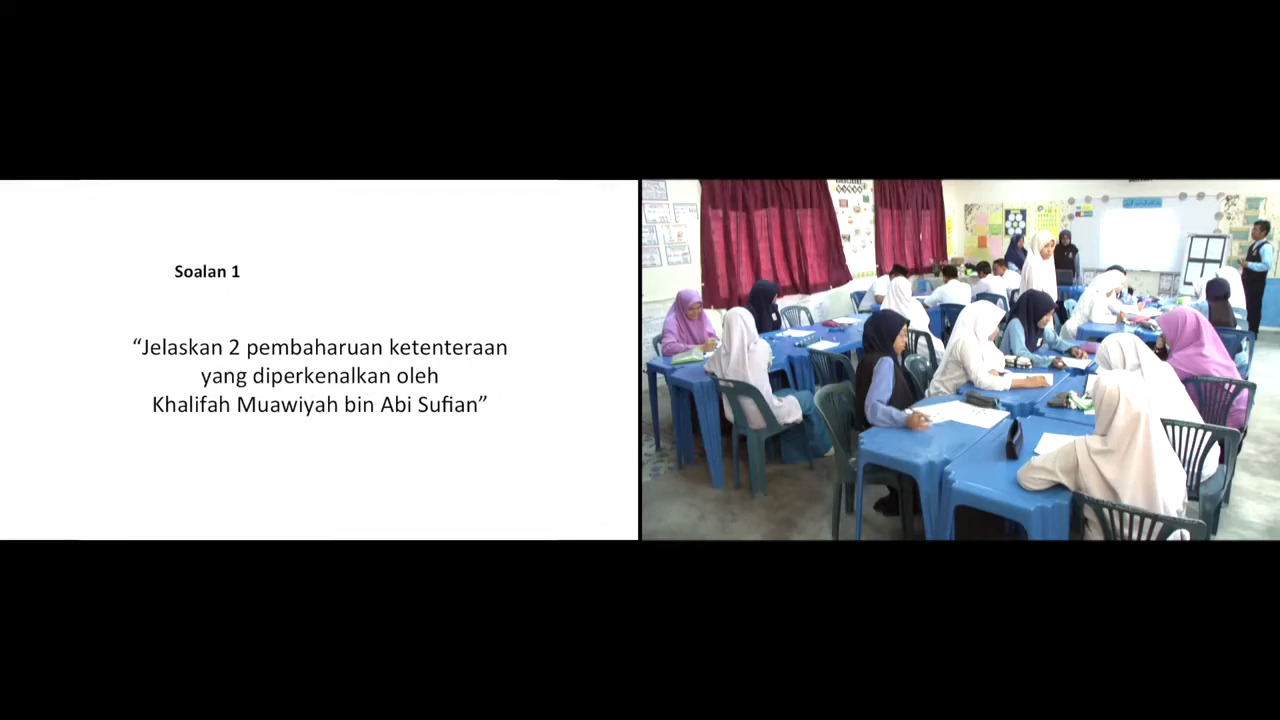 Soalan 1
“Jelaskan 2 pembaharuan ketenteraan
yang diperkenalkan oleh
Khalifah Muawiyah bin Abi Sufian”